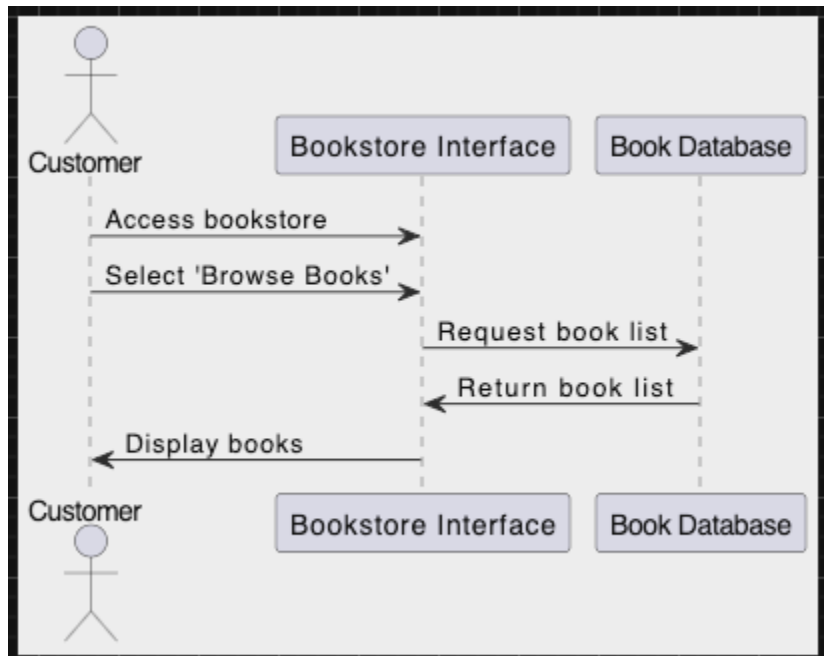 Customer
Bookstore Interface
Book Database
Access bookstore
Select 'Browse Books'
Request book list
Return book list
Display books
Customer
Bookstore Interface
Book Database